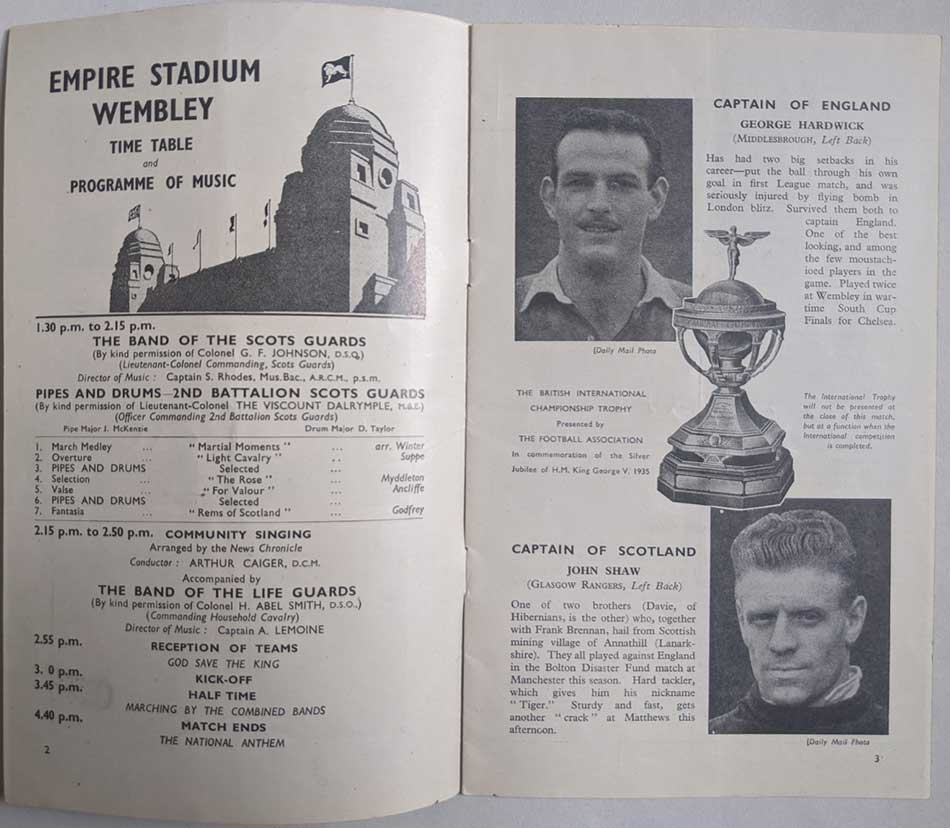 EMPIRE STADIUM
WEMBLEY
TIME TABLE
and
PROGRAMME OF MUSIC
1.30 p.m. to 2.15 p.m.
THE BAND OF THE SCOTS GUARDS
(By kind permission of Colonel G. F. JOHNSON, D.S.O.)
(Lieutenant-Colonel Commanding, Scots Guards)
Director of Music : Captain S. Rhodes, Mus.Bac., A.R.C.M., p.s.m.
PIPES AND DRUMS—2ND BATTALION SCOTS GUARDS
(By kind permission of Lieutenant-Colonel THE VISCOUNT DALRYMPLE, M.B.E.)
(Officer Commanding 2nd Battalion Scots Guards)
Pipe Major J. McKenzie Drum Major D. Taylor
1. March Medley ... "Martial Moments" ... arr. Winter
2. Overture ... "Light Cavalry" .. Suppe
3. PIPES AND DRUMS Selected ...
4. Selection ... "The Rose" ... Myddleton
5. Valse ... "For Valour" ... Ancliffe
6. PIPES AND DRUMS Selected ...
7. Fantasia ... "Rems of Scotland" ... Godfrey
2.15 p.m. to 2.50 p.m. COMMUNITY SINGING
Arranged by the News Chronicle
Conductor : ARTHUR CAIGER, D.C.M.
Accompanied by
THE BAND OF THE LIFE GUARDS
(By kind permission of Colonel H. ABEL SMITH, D.S.O.,)
(Commanding Household Cavalry)
Director of Music : Captain A. LEMOINE
2.55 p.m. RECEPTION OF TEAMS
GOD SAVE THE KING
3. 0 p.m. KICK-OFF
3.45 p.m. HALF TIME
MARCHING BY THE COMBINED BANDS
4.40 p.m. MATCH ENDS
THE NATIONAL ANTHEM
2
CAPTAIN OF ENGLAND
GEORGE HARDWICK
(MIDDLESBROUGH, Left Back)
Has had two big setbacks in his
career—put the ball through his own
goal in first League match, and was
seriously injured by flying bomb in
London blitz. Survived them both to
captain England.
One of the best
looking, and among
the few moustach-
ioed players in the
game. Played twice
at Wembley in war-
time South Cup
Finals for Chelsea.
[Daily Mail Photo
THE BRITISH INTERNATIONAL
CHAMPIONSHIP TROPHY
Presented by
THE FOOTBALL ASSOCIATION
In commemoration of the Silver
Jubilee of H.M. King George V. 1935
The International Trophy
will not be presented at
the close of this match,
but at a function when the
International competition
is completed.
CAPTAIN OF SCOTLAND
JOHN SHAW
(GLASGOW RANGERS, Left Back)
One of two brothers (Davie, of
Hibernians, is the other) who, together
with Frank Brennan, hail from Scottish
mining village of Annathill (Lanark-
shire). They all played against England
in the Bolton Disaster Fund match at
Manchester this season. Hard tackler,
which gives him his nickname
"Tiger." Sturdy and fast, gets
another "crack" at Matthews this
afternoon.
[Daily Mail Photo
3